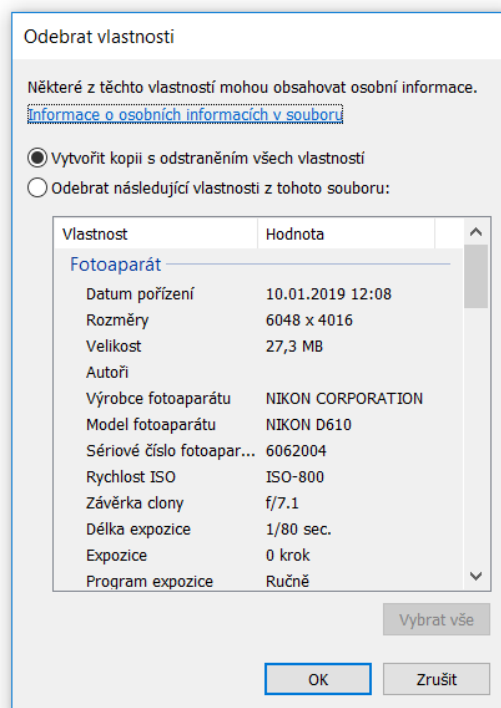 Odebrat vlastnosti
Některé z těchto vlastností mohou obsahovat osobní informace.
Informace o osobních informacích v souboru
Vytvořit kopii s odstraněním všech vlastností
Odebrat následující vlastnosti z tohoto souboru:
Vlastnost Hodnota
Fotoaparát
Datum pořízení 10.01.2019 12:08
Rozměry 6048 x 4016
Velikost 27,3 MB
Autoři
Výrobce fotoaparátu NIKON CORPORATION
Model fotoaparátu NIKON D610
Sériové číslo fotoapar... 6062004
Rychlost ISO ISO-800
Závěrka clony f/7.1
Délka expozice 1/80 sec.
Expozice 0 krok
Program expozice Ručně
Vybrat vše
OK Zrušit